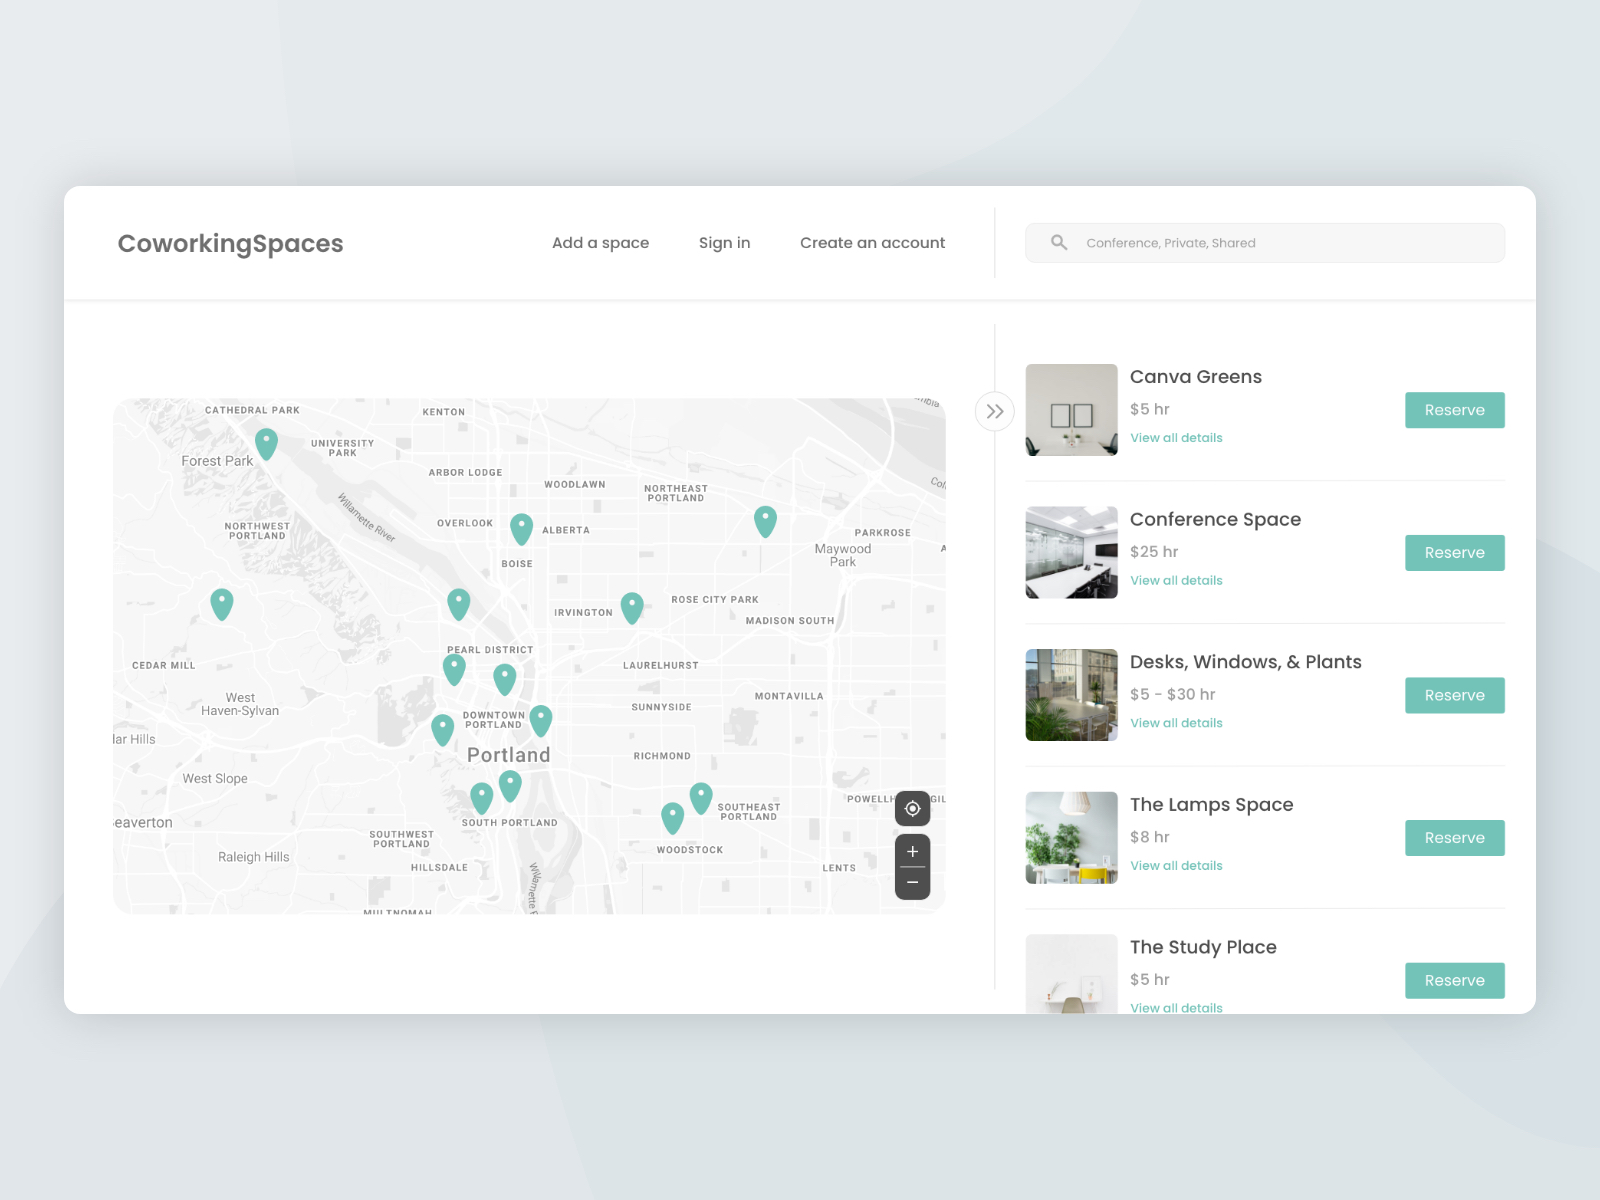 CoworkingSpaces
Add a space
Sign in
Create an account
Conference, Private, Shared
CATHEDRAL PARK
KENTON
UNIVERSITY
PARK
Forest Park
ARBOR LODGE
WOODLAWN
NORTHEAST
PORTLAND
Willamette River
NORTHWEST
PORTLAND
OVERLOOK
ALBERTA
PARKROSE
Maywood
Park
BOISE
IRVINGTON
ROSE CITY PARK
MADISON SOUTH
PEARL DISTRICT
CEDAR MILL
LAURELHURST
West
Haven-Sylvan
MONTAVILLA
SUNNYSIDE
DOWNTOWN
PORTLAND
lar Hills
Portland
RICHMOND
West Slope
POWELLH
GIL
SOUTHEAST
PORTLAND
eaverton
SOUTH PORTLAND
SOUTHWEST
PORTLAND
WOODSTOCK
Raleigh Hills
HILLSDALE
LENTS
Willamette
MULTNOMAH
Canva Greens
$5 hr
View all details
Reserve
Conference Space
$25 hr
View all details
Reserve
Desks, Windows, & Plants
$5 - $30 hr
View all details
Reserve
The Lamps Space
$8 hr
View all details
Reserve
The Study Place
$5 hr
View all details
Reserve